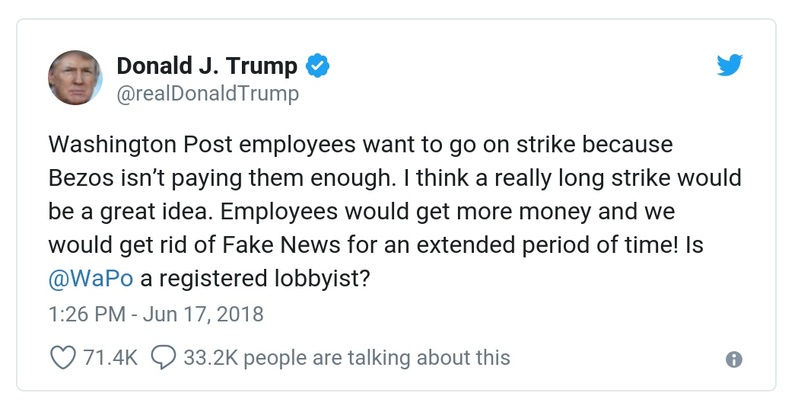 Donald J. Trump
@realDonaldTrump
Washington Post employees want to go on strike because
Bezos isn’t paying them enough. I think a really long strike would
be a great idea. Employees would get more money and we
would get rid of Fake News for an extended period of time! Is
@WaPo a registered lobbyist?
1:26 PM - Jun 17, 2018
71.4K 33.2K people are talking about this